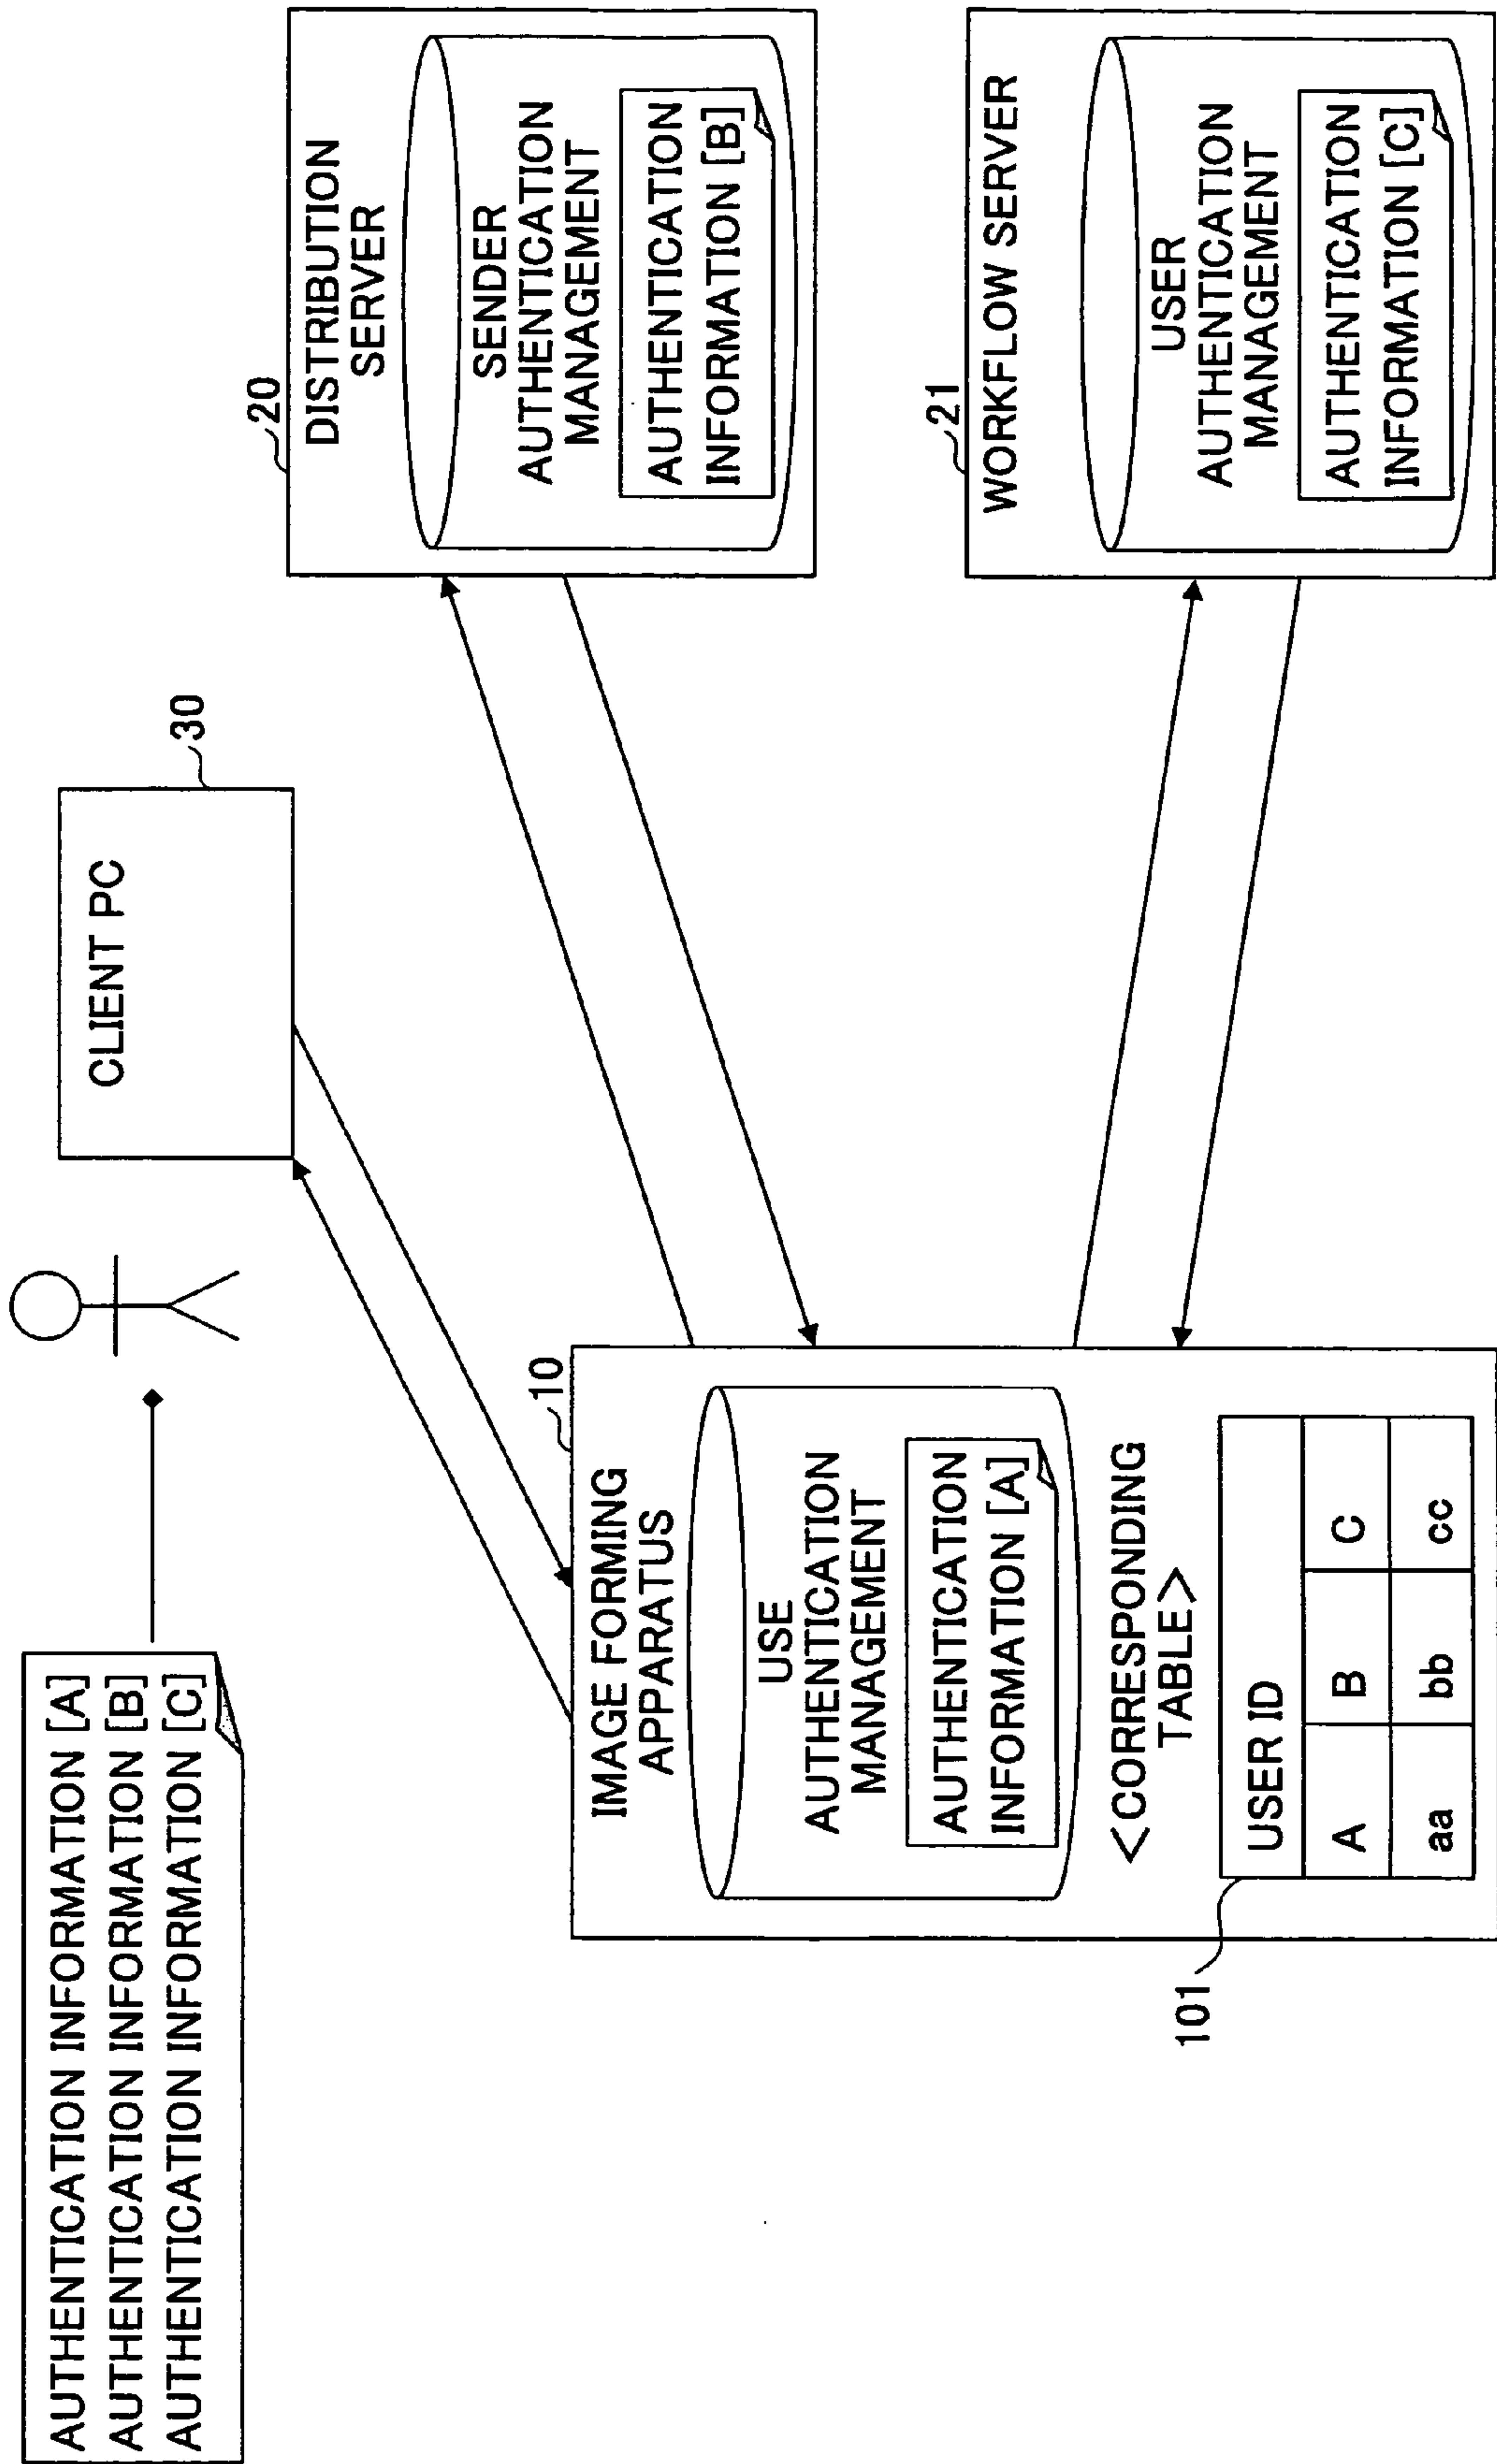 AUTHENTICATION INFORMATION [A]
AUTHENTICATION INFORMATION [B]
AUTHENTICATION INFORMATION [C]
CLIENT PC
30
20
DISTRIBUTION
SERVER
SENDER
AUTHENTICATION
MANAGEMENT
AUTHENTICATION
INFORMATION [B]
10
IMAGE FORMING
APPARATUS
USE
AUTHENTICATION
MANAGEMENT
AUTHENTICATION
INFORMATION [A]
<CORRESPONDING
TABLE>
101
USER ID
A B C
aa bb cc
21
WORKFLOW SERVER
USER
AUTHENTICATION
MANAGEMENT
AUTHENTICATION
INFORMATION [C]